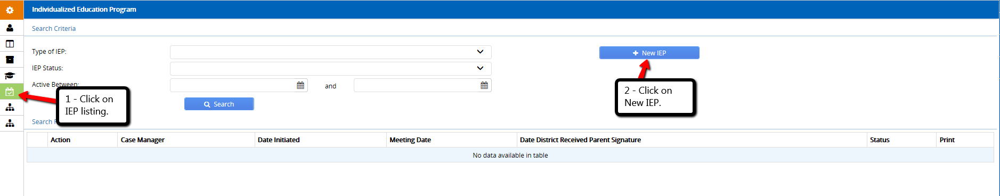 Individualized Education Program
Search Criteria
Type of IEP:
New IEP
IEP Status:
Active Between:
and
1 - Click on
IEP listing.
2 - Click on
New IEP.
Search
Search
Action Case Manager Date Initiated Meeting Date Date District Received Parent Signature Status Print
No data available in table